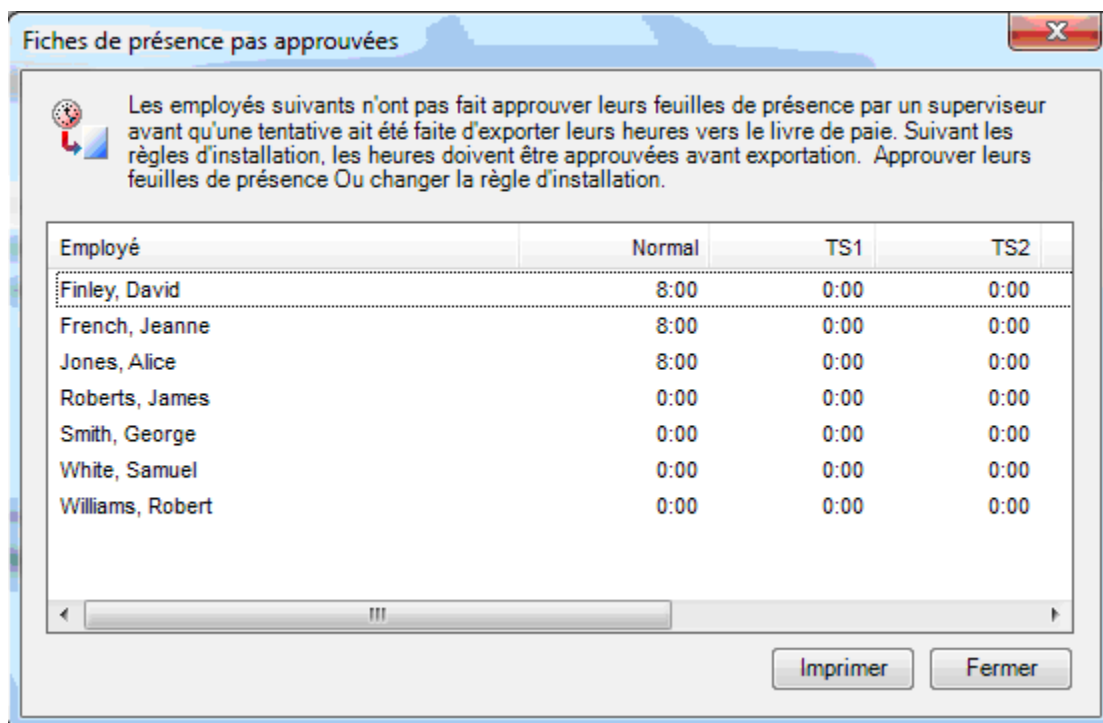 Fiches de présence pas approuvées
Les employés suivants n'ont pas fait approuver leurs feuilles de présence par un superviseur
avant qu'une tentative ait été faite d'exporter leurs heures vers le livre de paie. Suivant les
règles d'installation, les heures doivent être approuvées avant exportation.  Approuver leurs
feuilles de présence Ou changer la règle d'installation.
Employé Normal TS1 TS2
Finley, David 8:00 0:00 0:00
French, Jeanne 8:00 0:00 0:00
Jones, Alice 8:00 0:00 0:00
Roberts, James 0:00 0:00 0:00
Smith, George 0:00 0:00 0:00
White, Samuel 0:00 0:00 0:00
Williams, Robert 0:00 0:00 0:00
Imprimer Fermer